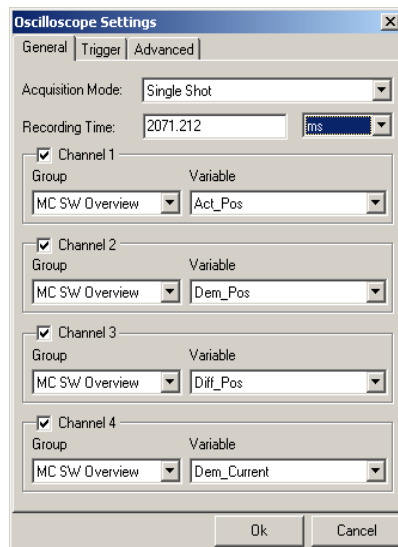 Oscilloscope Settings
General Trigger Advanced
Acquisition Mode: Single Shot
Recording Time: 2071.212 ms
Channel 1
Group Variable
MC SW Overview Act_Pos
Channel 2
Group Variable
MC SW Overview Dem_Pos
Channel 3
Group Variable
MC SW Overview Diff_Pos
Channel 4
Group Variable
MC SW Overview Dem_Current
Ok Cancel